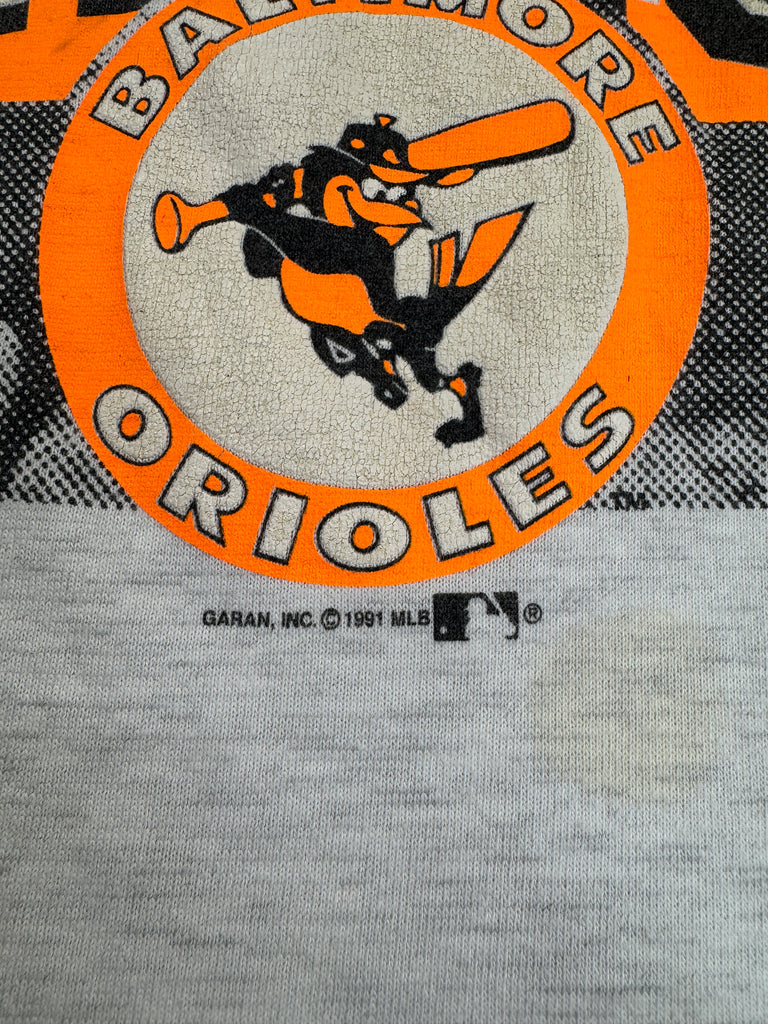 BALTIMORE
ORIOLES
TM
GARAN, INC. © 1991 MLB ®